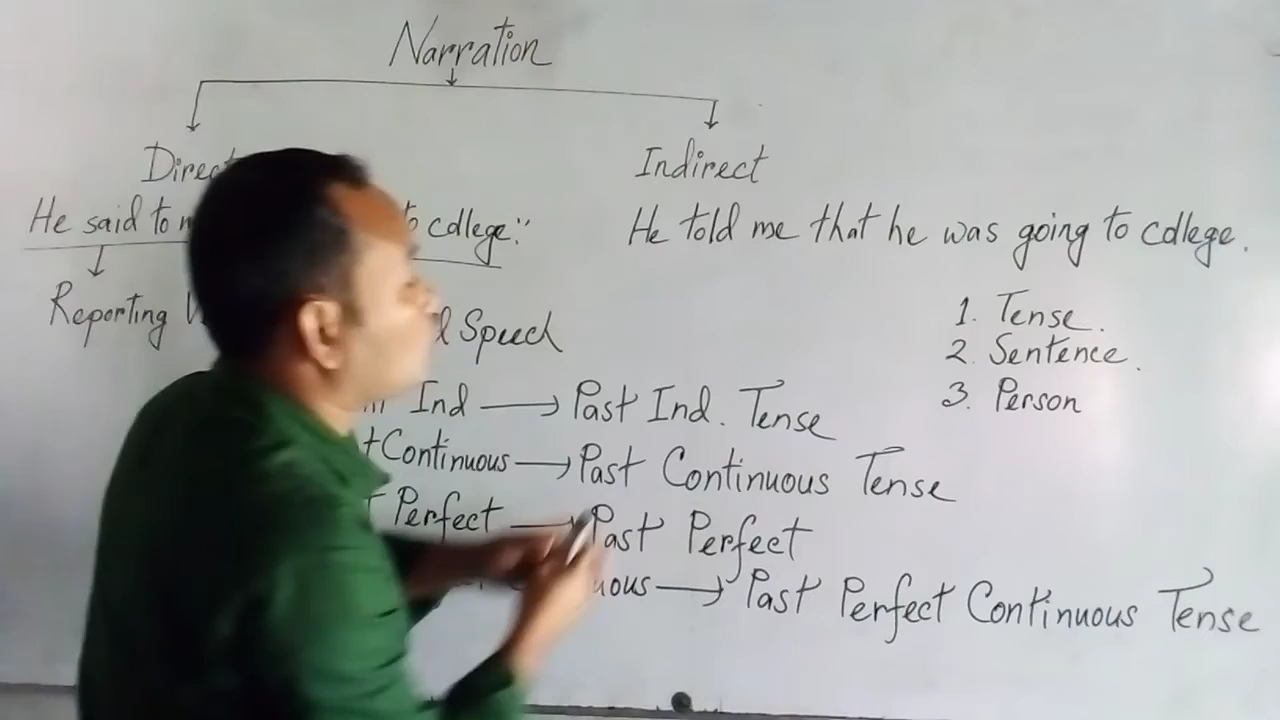 Narration
Direct Indirect
He said to to college." He told me that he was going to college.
Reporting Speech
1. Tense.
2. Sentence.
3. Person
Ind → Past Ind. Tense
Continuous → Past Continuous Tense
Perfect → Past Perfect
→ Past Perfect Continuous Tense